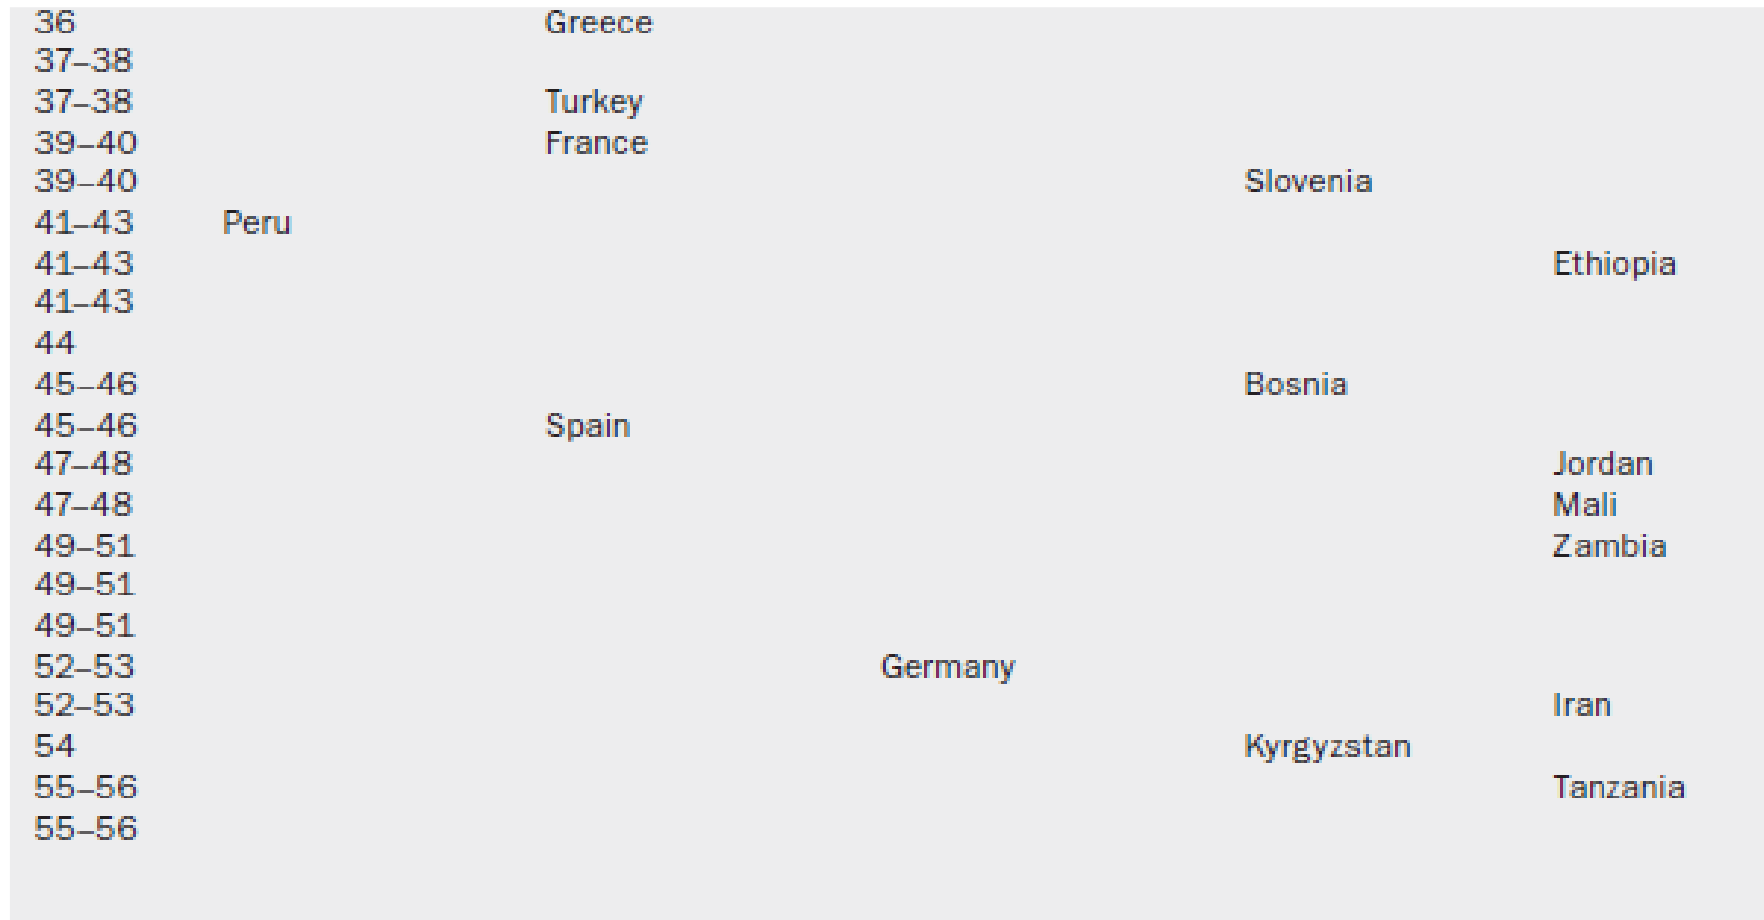 36 Greece
37–38
37–38 Turkey
39–40 France
39–40 Slovenia
41–43 Peru
41–43 Ethiopia
41–43
44
45–46 Bosnia
45–46 Spain
47–48 Jordan
47–48 Mali
49–51 Zambia
49–51
49–51
52–53 Germany
52–53 Iran
54 Kyrgyzstan
55–56 Tanzania
55–56